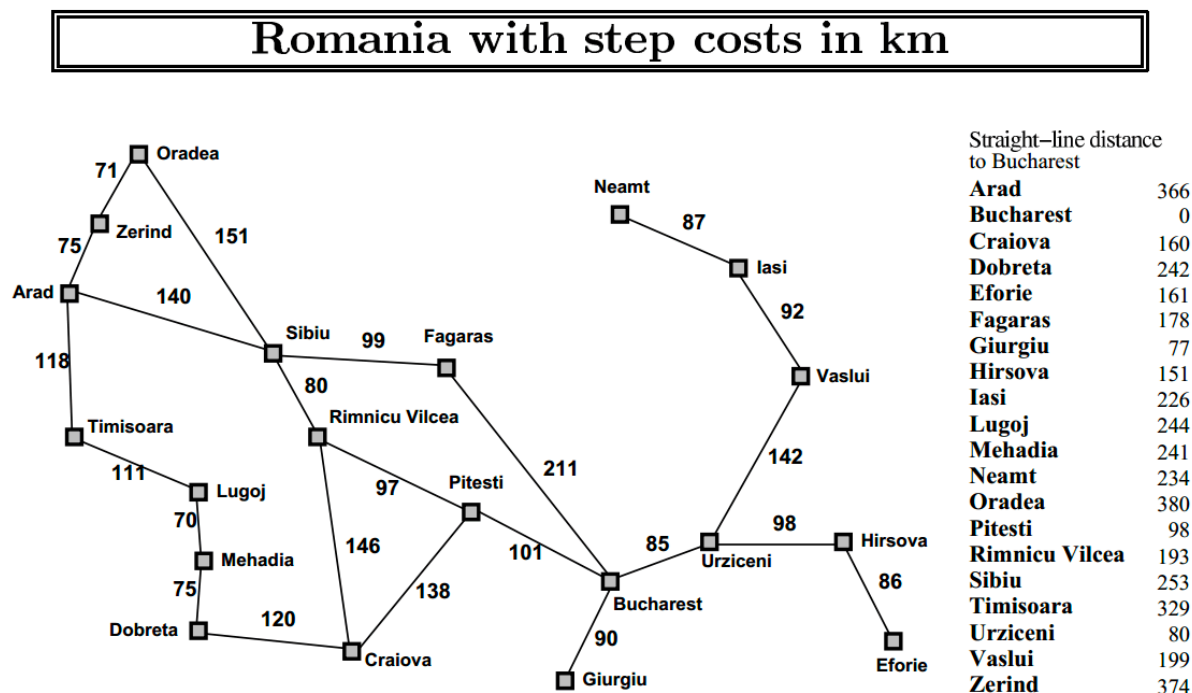 Romania with step costs in km
Oradea
71
Neamt
87
Zerind
151
75
Iasi
Arad
140
92
Sibiu
99
Fagaras
118
80
Vaslui
Rimnicu Vilcea
Timisoara
142
111
211
Lugoj
97
Pitesti
70
98
Hirsova
146
101
85
Urziceni
Mehadia
86
75
138
Bucharest
120
Dobreta
90
Craiova
Eforie
Giurgiu
Straight-line distance
to Bucharest
Arad 366
Bucharest 0
Craiova 160
Dobreta 242
Eforie 161
Fagaras 178
Giurgiu 77
Hirsova 151
Iasi 226
Lugoj 244
Mehadia 241
Neamt 234
Oradea 380
Pitesti 98
Rimnicu Vilcea 193
Sibiu 253
Timisoara 329
Urziceni 80
Vaslui 199
Zerind 374